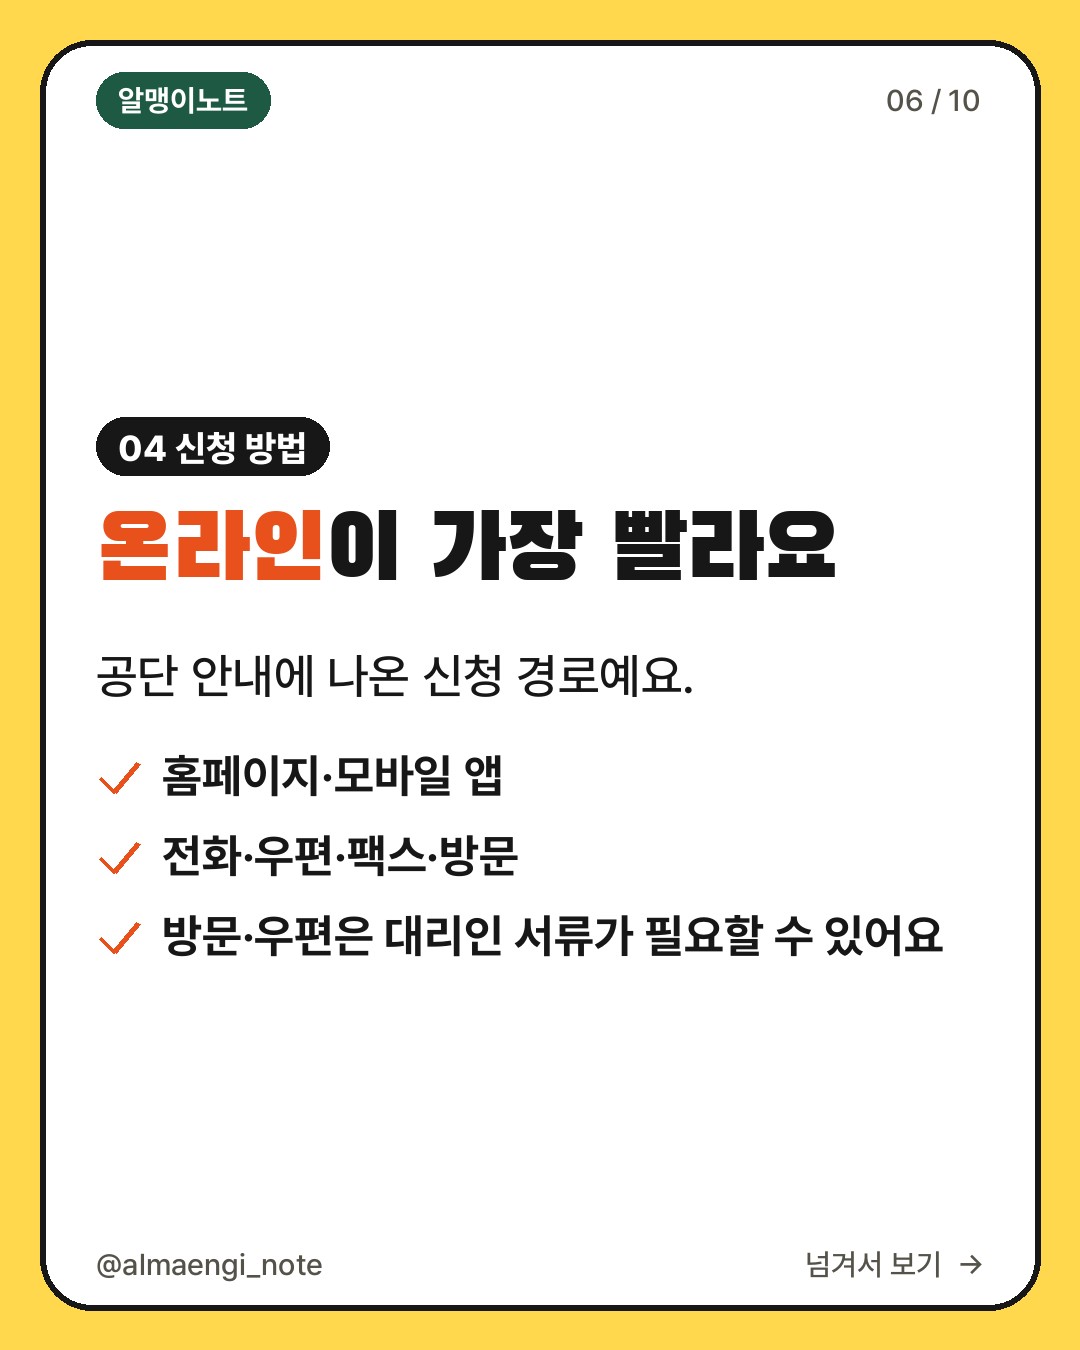 알맹이노트
06 / 10
04 신청 방법
온라인이 가장 빨라요
공단 안내에 나온 신청 경로예요.
홈페이지·모바일 앱
전화·우편·팩스·방문
방문·우편은 대리인 서류가 필요할 수 있어요
@almaengi_note
넘겨서 보기 →